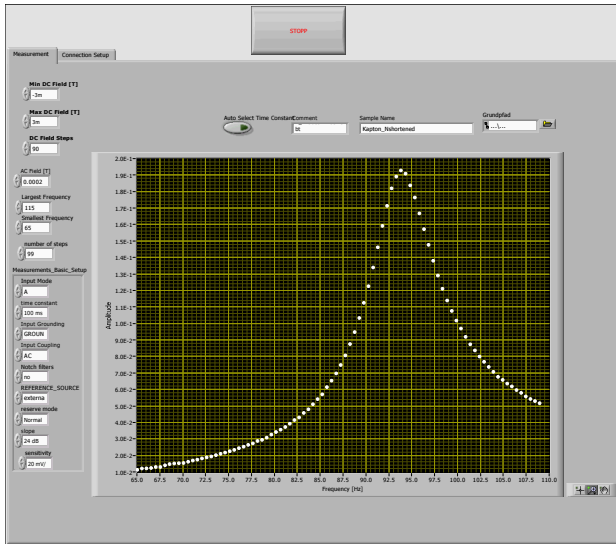 STOPP
Measurement
Connection Setup
Min DC Field [T]
-3m
Max DC Field [T]
3m
DC Field Steps
90
AC Field [T]
0.0002
Largest Frequency
115
Smallest Frequency
65
number of steps
99
Measurements_Basic_Setup
Input Mode
A
time constant
100 ms
Input Grounding
GROUN
Input Coupling
AC
Notch filters
no
REFERENCE_SOURCE
externa
reserve mode
Normal
slope
24 dB
sensitivity
20 mV/
Auto Select Time Constant
Comment
bt
Sample Name
Kapton_Nshortened
Grundpfad
...\...
Amplitude
2.0E-1
1.9E-1
1.8E-1
1.7E-1
1.6E-1
1.5E-1
1.4E-1
1.3E-1
1.2E-1
1.1E-1
1.0E-1
9.0E-2
8.0E-2
7.0E-2
6.0E-2
5.0E-2
4.0E-2
3.0E-2
2.0E-2
1.0E-2
65.0 67.5 70.0 72.5 75.0 77.5 80.0 82.5 85.0 87.5 90.0 92.5 95.0 97.5 100.0 102.5 105.0 107.5 110.0
Frequency [Hz]